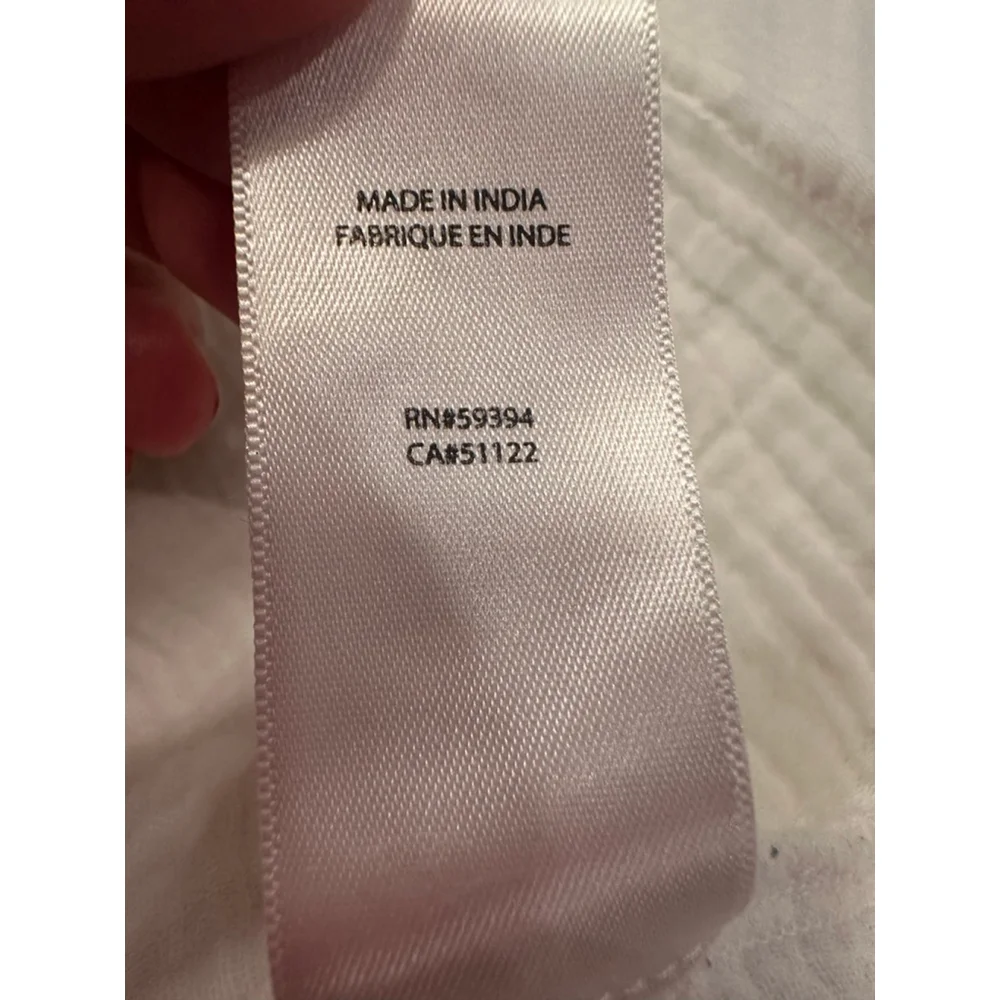 MADE IN INDIA
FABRIQUE EN INDE
RN#59394
CA#51122